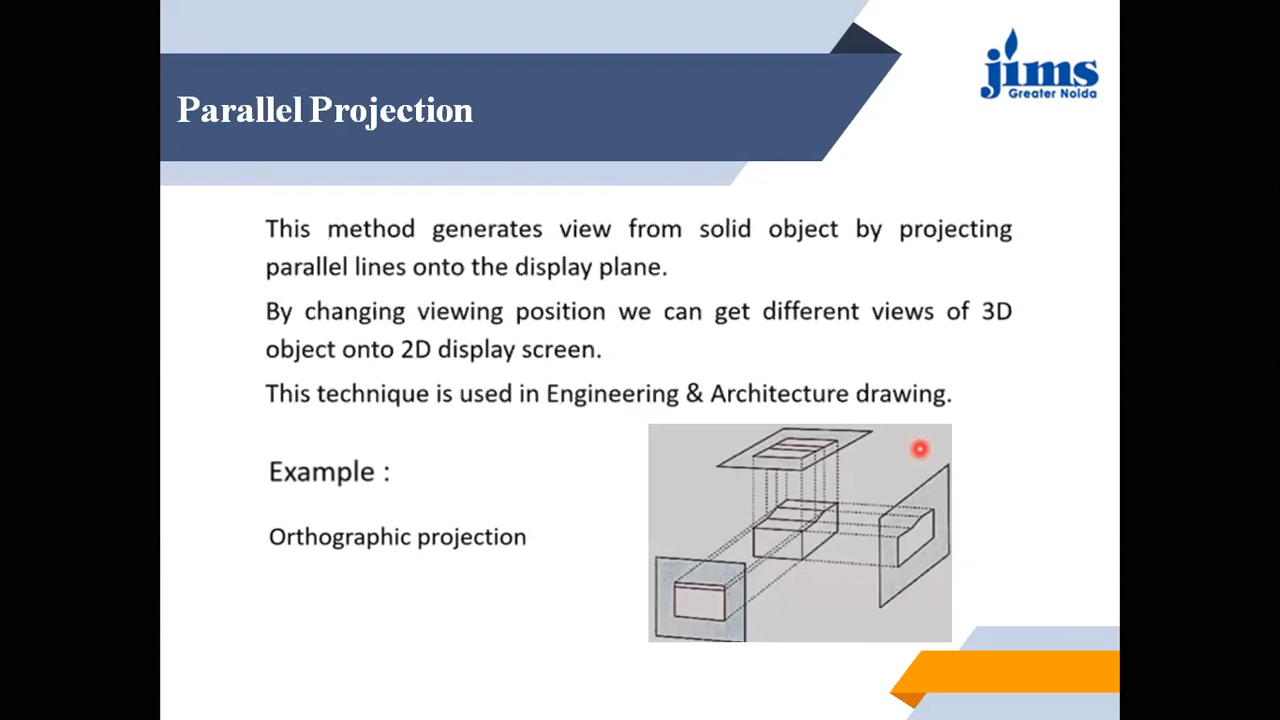 jims
Greater Noida
Parallel Projection
This method generates view from solid object by projecting
parallel lines onto the display plane.
By changing viewing position we can get different views of 3D
object onto 2D display screen.
This technique is used in Engineering & Architecture drawing.
Example :
Orthographic projection